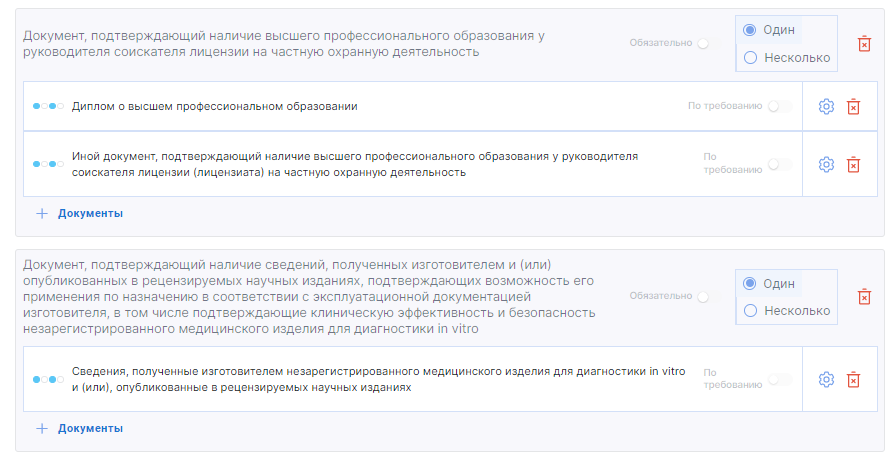 Документ, подтверждающий наличие высшего профессионального образования у
руководителя соискателя лицензии на частную охранную деятельность
Обязательно
Один
Несколько
Диплом о высшем профессиональном образовании
По требованию
Иной документ, подтверждающий наличие высшего профессионального образования у руководителя
соискателя лицензии (лицензиата) на частную охранную деятельность
По
требованию
Документы
Документ, подтверждающий наличие сведений, полученных изготовителем и (или)
опубликованных в рецензируемых научных изданиях, подтверждающих возможность его
применения по назначению в соответствии с эксплуатационной документацией
изготовителя, в том числе подтверждающие клиническую эффективность и безопасность
незарегистрированного медицинского изделия для диагностики in vitro
Обязательно
Один
Несколько
Сведения, полученные изготовителем незарегистрированного медицинского изделия для диагностики in vitro
и (или), опубликованные в рецензируемых научных изданиях
По
требованию
Документы